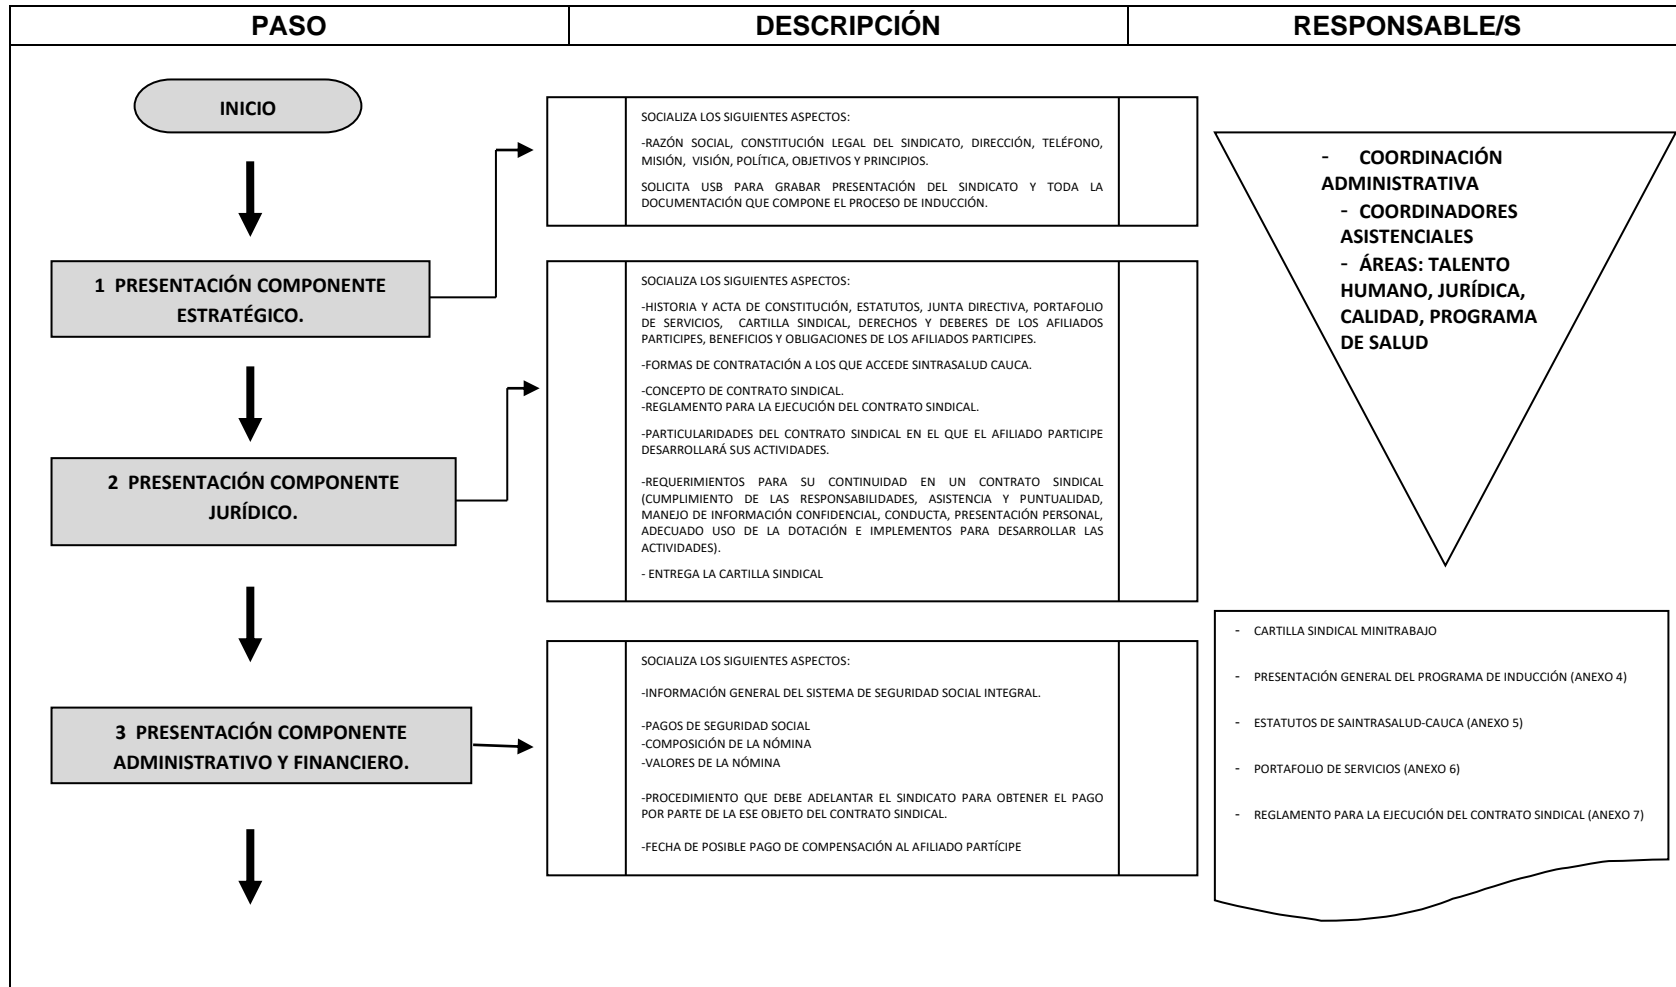 PASO
DESCRIPCIÓN
RESPONSABLE/S
INICIO
1 PRESENTACIÓN COMPONENTE
ESTRATÉGICO.
2 PRESENTACIÓN COMPONENTE
JURÍDICO.
3 PRESENTACIÓN COMPONENTE
ADMINISTRATIVO Y FINANCIERO.
SOCIALIZA LOS SIGUIENTES ASPECTOS:
-RAZÓN SOCIAL, CONSTITUCIÓN LEGAL DEL SINDICATO, DIRECCIÓN, TELÉFONO,
MISIÓN, VISIÓN, POLÍTICA, OBJETIVOS Y PRINCIPIOS.
SOLICITA USB PARA GRABAR PRESENTACIÓN DEL SINDICATO Y TODA LA
DOCUMENTACIÓN QUE COMPONE EL PROCESO DE INDUCCIÓN.
SOCIALIZA LOS SIGUIENTES ASPECTOS:
-HISTORIA Y ACTA DE CONSTITUCIÓN, ESTATUTOS, JUNTA DIRECTIVA, PORTAFOLIO
DE SERVICIOS, CARTILLA SINDICAL, DERECHOS Y DEBERES DE LOS AFILIADOS
PARTICIPES, BENEFICIOS Y OBLIGACIONES DE LOS AFILIADOS PARTICIPES.
-FORMAS DE CONTRATACIÓN A LOS QUE ACCEDE SINTRASALUD CAUCA.
-CONCEPTO DE CONTRATO SINDICAL.
-REGLAMENTO PARA LA EJECUCIÓN DEL CONTRATO SINDICAL.
-PARTICULARIDADES DEL CONTRATO SINDICAL EN EL QUE EL AFILIADO PARTICIPE
DESARROLLARÁ SUS ACTIVIDADES.
-REQUERIMIENTOS PARA SU CONTINUIDAD EN UN CONTRATO SINDICAL
(CUMPLIMIENTO DE LAS RESPONSABILIDADES, ASISTENCIA Y PUNTUALIDAD,
MANEJO DE INFORMACIÓN CONFIDENCIAL, CONDUCTA, PRESENTACIÓN PERSONAL,
ADECUADO USO DE LA DOTACIÓN E IMPLEMENTOS PARA DESARROLLAR LAS
ACTIVIDADES).
- ENTREGA LA CARTILLA SINDICAL
SOCIALIZA LOS SIGUIENTES ASPECTOS:
-INFORMACIÓN GENERAL DEL SISTEMA DE SEGURIDAD SOCIAL INTEGRAL.
-PAGOS DE SEGURIDAD SOCIAL
-COMPOSICIÓN DE LA NÓMINA
-VALORES DE LA NÓMINA
-PROCEDIMIENTO QUE DEBE ADELANTAR EL SINDICATO PARA OBTENER EL PAGO
POR PARTE DE LA ESE OBJETO DEL CONTRATO SINDICAL.
-FECHA DE POSIBLE PAGO DE COMPENSACIÓN AL AFILIADO PARTÍCIPE
- COORDINACIÓN
ADMINISTRATIVA
- COORDINADORES
ASISTENCIALES
- ÁREAS: TALENTO
HUMANO, JURÍDICA,
CALIDAD, PROGRAMA
DE SALUD
- CARTILLA SINDICAL MINITRABAJO
- PRESENTACIÓN GENERAL DEL PROGRAMA DE INDUCCIÓN (ANEXO 4)
- ESTATUTOS DE SAINTRASALUD-CAUCA (ANEXO 5)
- PORTAFOLIO DE SERVICIOS (ANEXO 6)
- REGLAMENTO PARA LA EJECUCIÓN DEL CONTRATO SINDICAL (ANEXO 7)